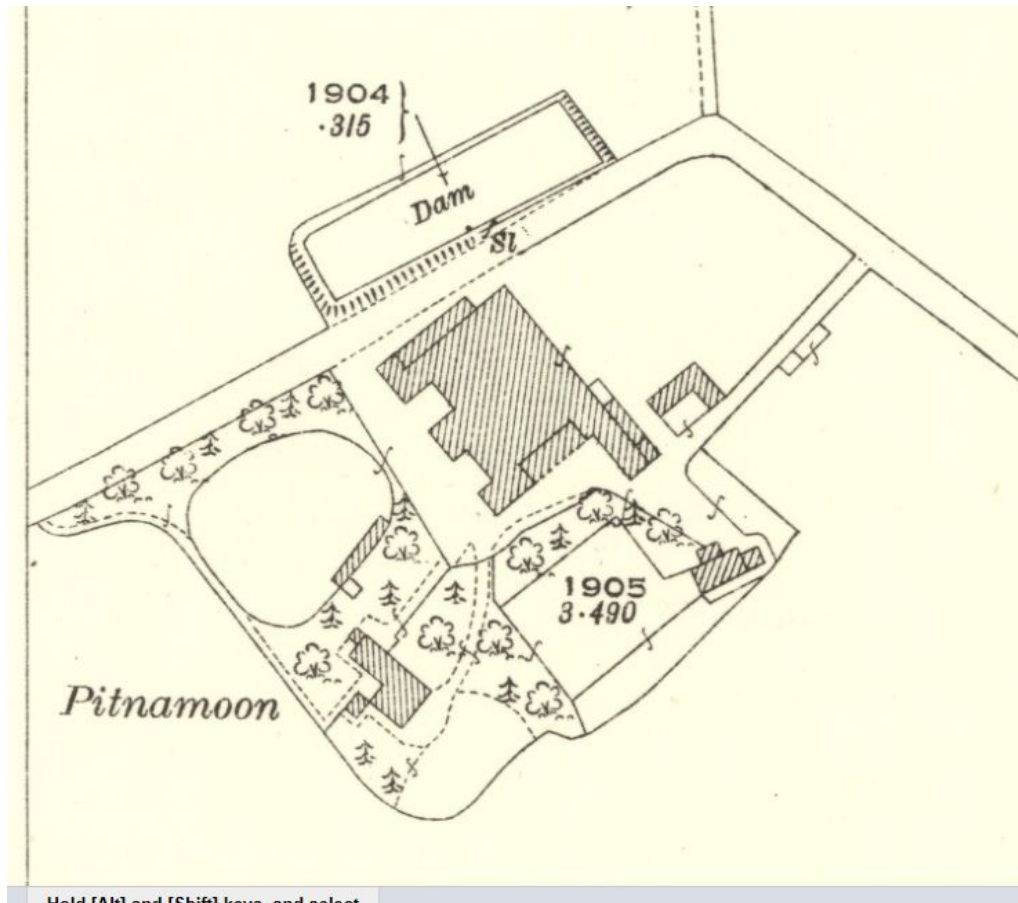 1904
·315
Dam
Sl
1905
3·490
Pitnamoon
Hold [Alt] and [Shift] keys, and select